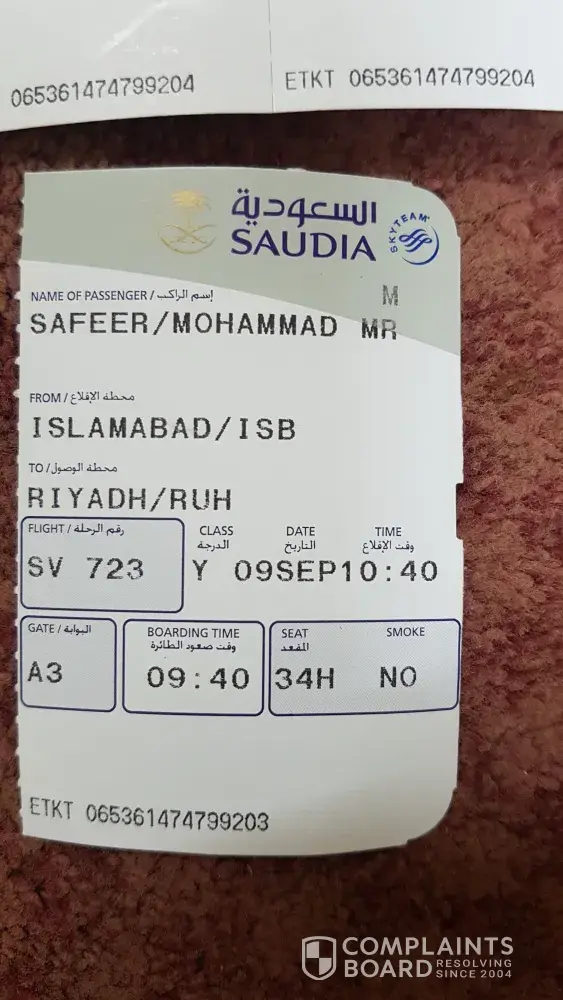 065361474799204
ETKT 065361474799204
السعودية
SAUDIA
SKYTEAM
NAME OF PASSENGER / إسم الراكب
M
SAFEER/MOHAMMAD MR
FROM / محطة الإقلاع
ISLAMABAD/ISB
TO / محطة الوصول
RIYADH/RUH
FLIGHT / رقم الرحلة CLASS DATE TIME
الدرجة التاريخ وقت الإقلاع
SV 723 Y 09SEP10:40
GATE / البوابة BOARDING TIME SEAT SMOKE
وقت صعود الطائرة المقعد
A3 09:40 34H NO
ETKT 065361474799203
COMPLAINTS
BOARD RESOLVING
SINCE 2004